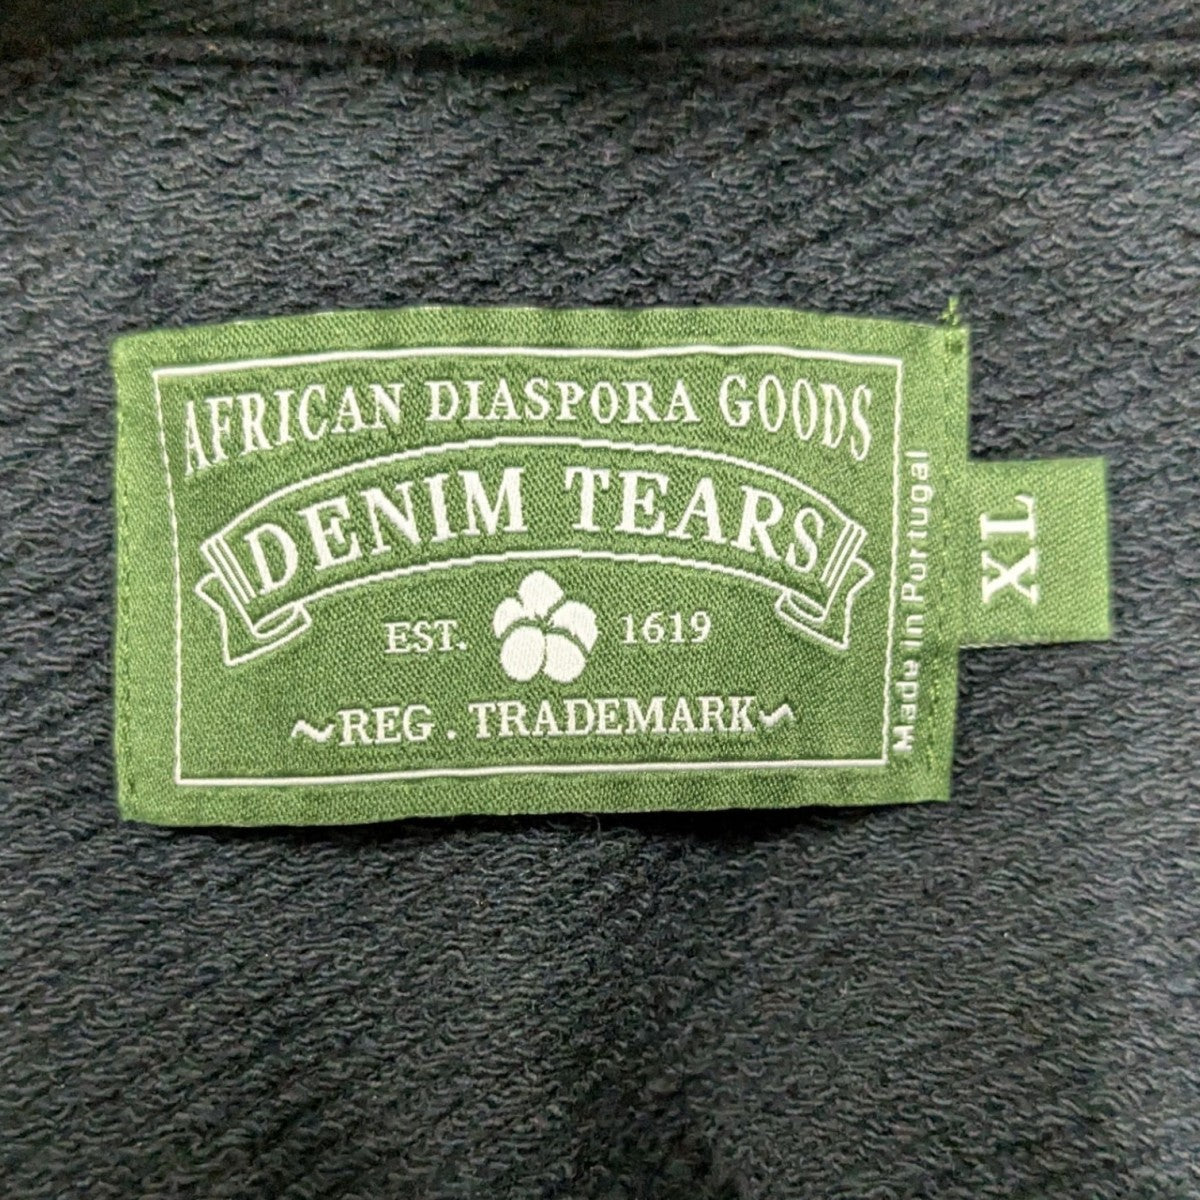 AFRICAN DIASPORA GOODS
DENIM TEARS
EST. 1619
~REG . TRADEMARK~
Made in Portugal
XL